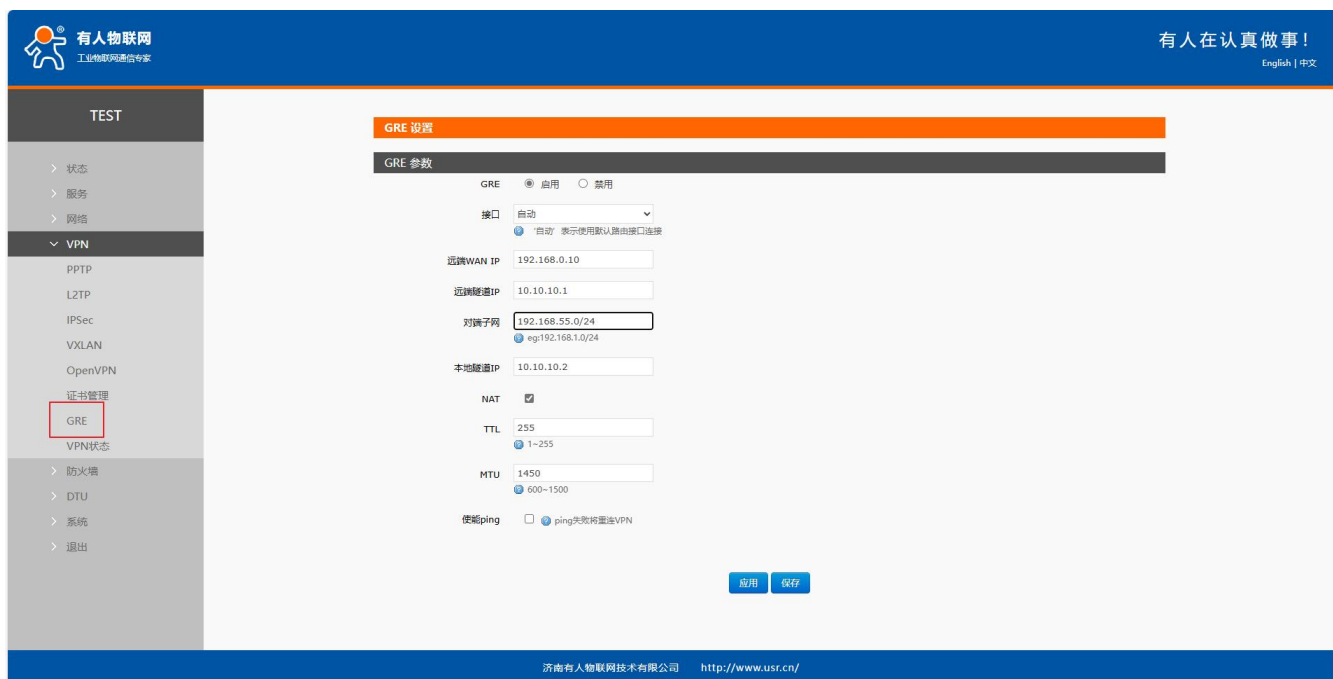 有人物联网
工业物联网通信专家
有人在认真做事！
English | 中文
TEST
状态
服务
网络
VPN
PPTP
L2TP
IPSec
VXLAN
OpenVPN
证书管理
GRE
VPN状态
防火墙
DTU
系统
退出
GRE 设置
GRE 参数
GRE 启用 禁用
接口 自动
'自动' 表示使用默认路由接口连接
远端WAN IP 192.168.0.10
远端隧道IP 10.10.10.1
对端子网 192.168.55.0/24
eg:192.168.1.0/24
本地隧道IP 10.10.10.2
NAT
TTL 255
1~255
MTU 1450
600~1500
使能ping ping失败将重连VPN
应用 保存
济南有人物联网技术有限公司 http://www.usr.cn/